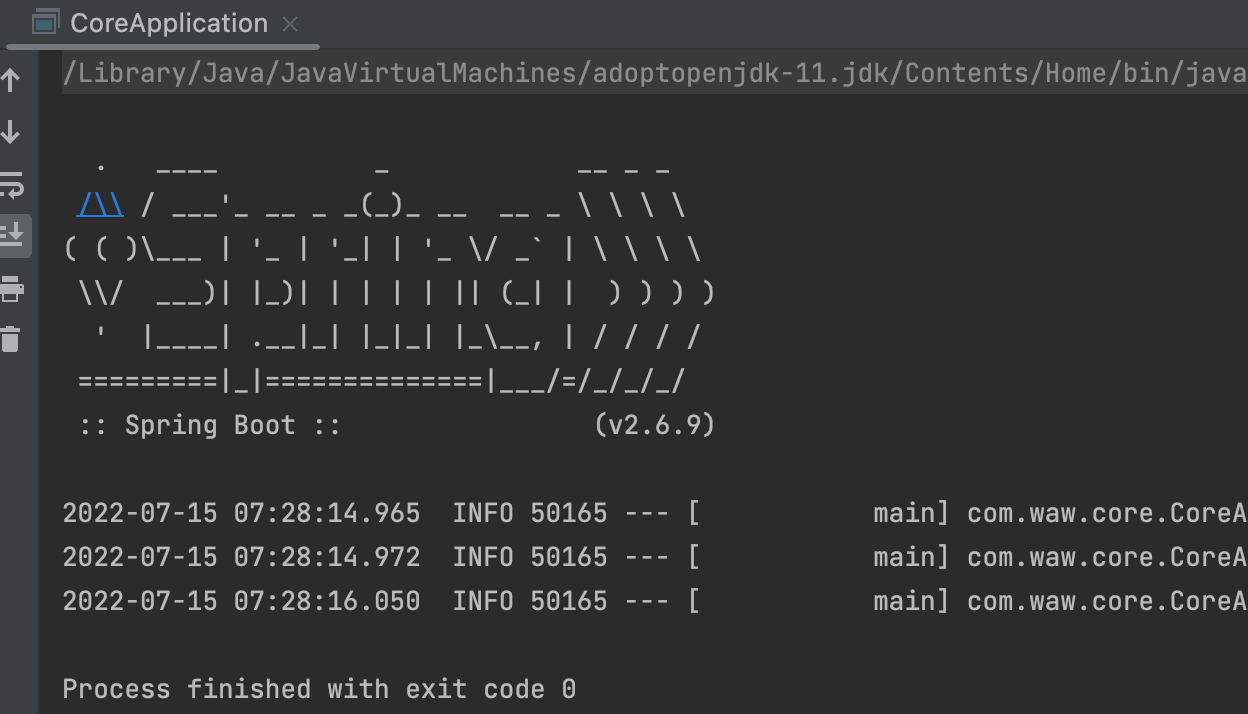 CoreApplication
/Library/Java/JavaVirtualMachines/adoptopenjdk-11.jdk/Contents/Home/bin/java
  .   ____          _            __ _ _
 /\\ / ___'_ __ _ _(_)_ __  __ _ \ \ \ \
( ( )\___ | '_ | '_| | '_ \/ _` | \ \ \ \
 \\/  ___)| |_)| | | | | || (_| |  ) ) ) )
  '  |____| .__|_| |_|_| |_\__, | / / / /
 =========|_|==============|___/=/_/_/_/
 :: Spring Boot ::                (v2.6.9)
2022-07-15 07:28:14.965  INFO 50165 --- [           main] com.waw.core.CoreA
2022-07-15 07:28:14.972  INFO 50165 --- [           main] com.waw.core.CoreA
2022-07-15 07:28:16.050  INFO 50165 --- [           main] com.waw.core.CoreA
Process finished with exit code 0